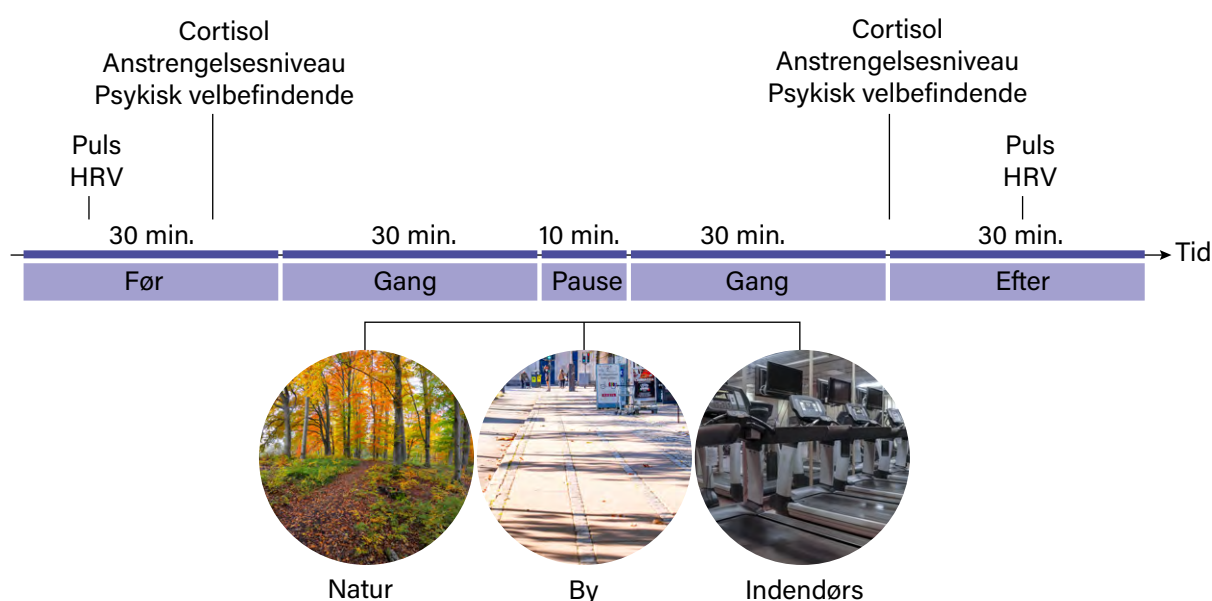 Cortisol
Anstrengelsesniveau
Psykisk velbefindende
Puls
HRV
Cortisol
Anstrengelsesniveau
Psykisk velbefindende
Puls
HRV
30 min.
30 min.
10 min.
30 min.
30 min.
Tid
Før
Gang
Pause
Gang
Efter
Natur
By
Indendørs